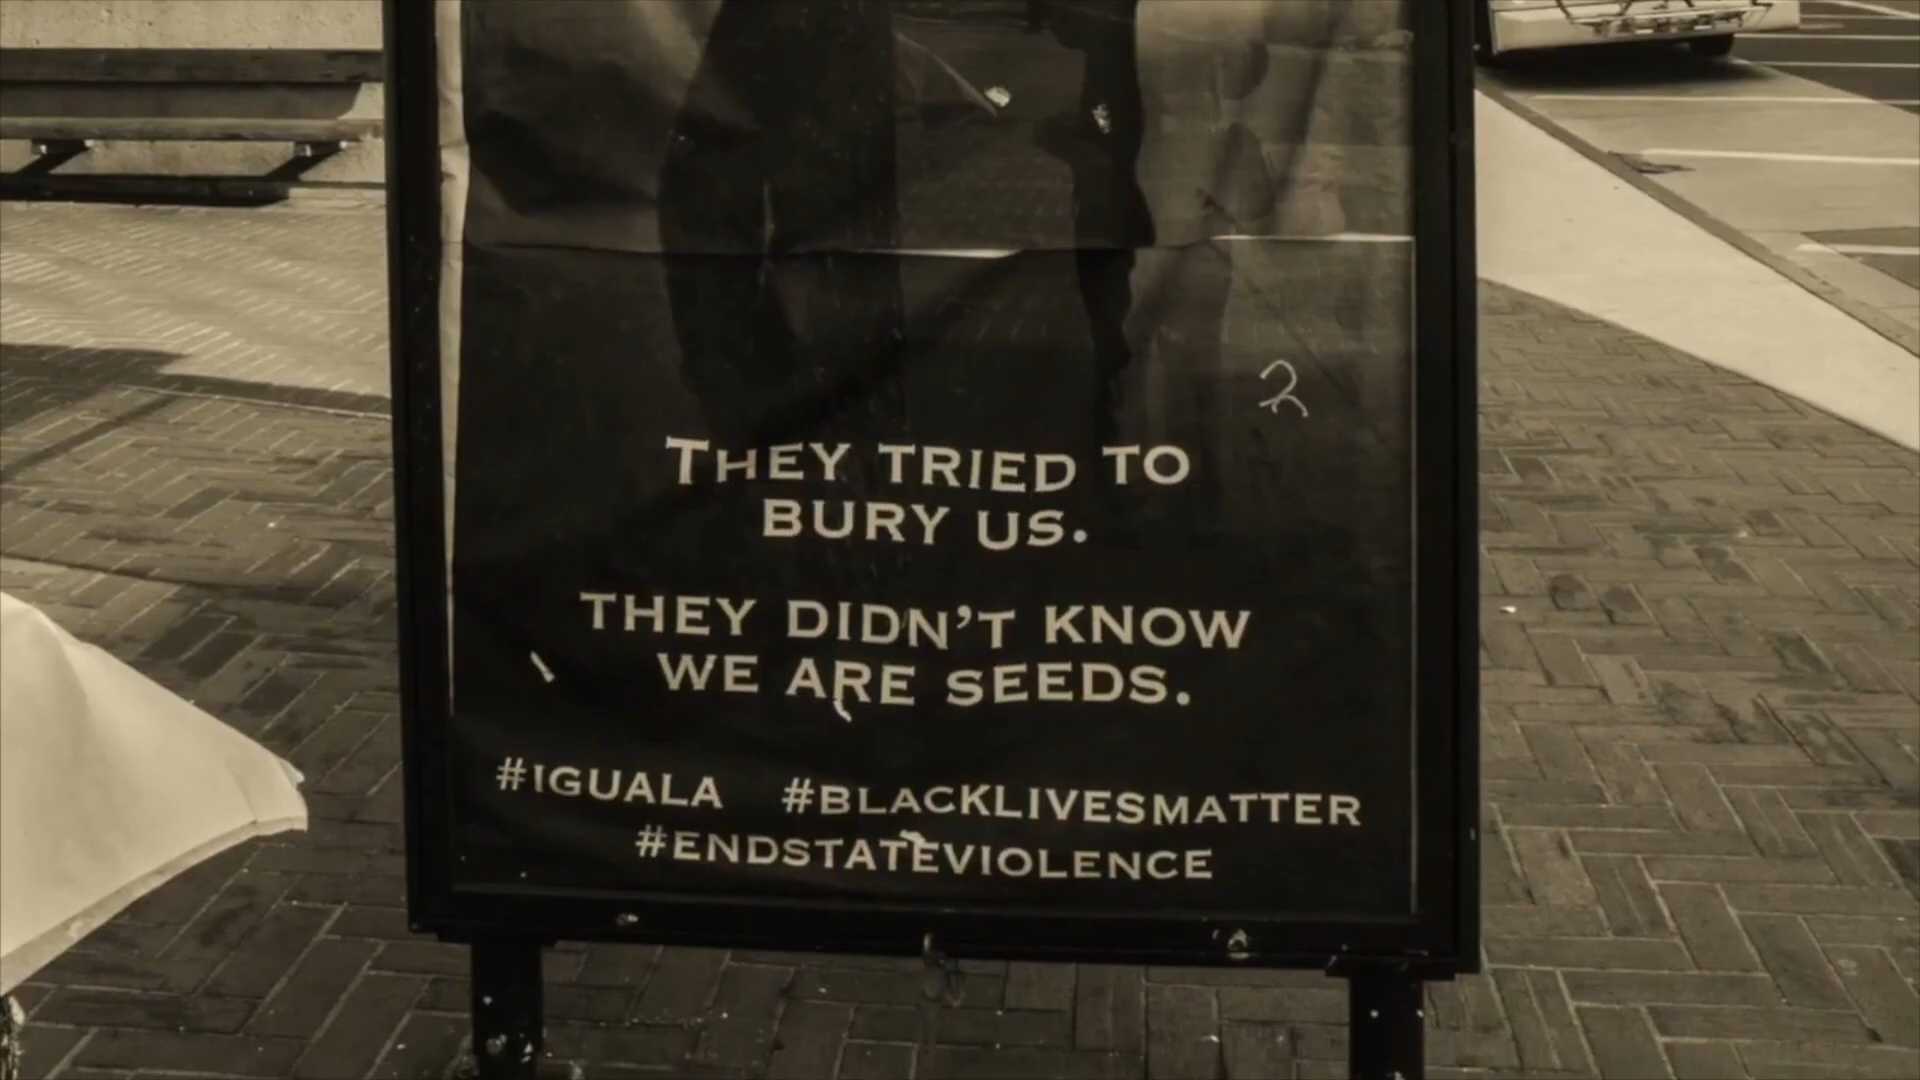 THEY TRIED TO
BURY US.
THEY DIDN'T KNOW
WE ARE SEEDS.
#IGUALA #BLACKLIVESMATTER
#ENDSTATEVIOLENCE